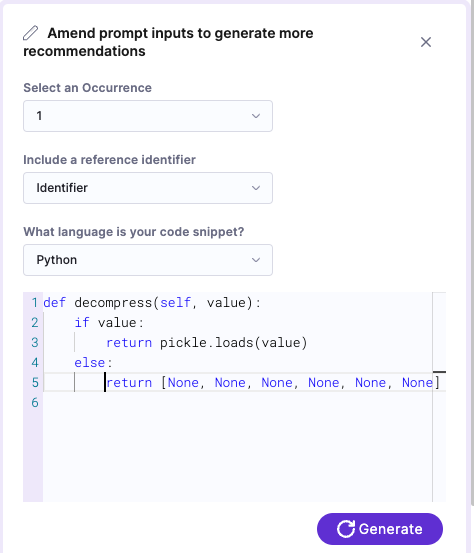 Amend prompt inputs to generate more
recommendations
Select an Occurrence
1
Include a reference identifier
Identifier
What language is your code snippet?
Python
1 def decompress(self, value):
2     if value:
3         return pickle.loads(value)
4     else:
5         return [None, None, None, None, None, None]
6
Generate